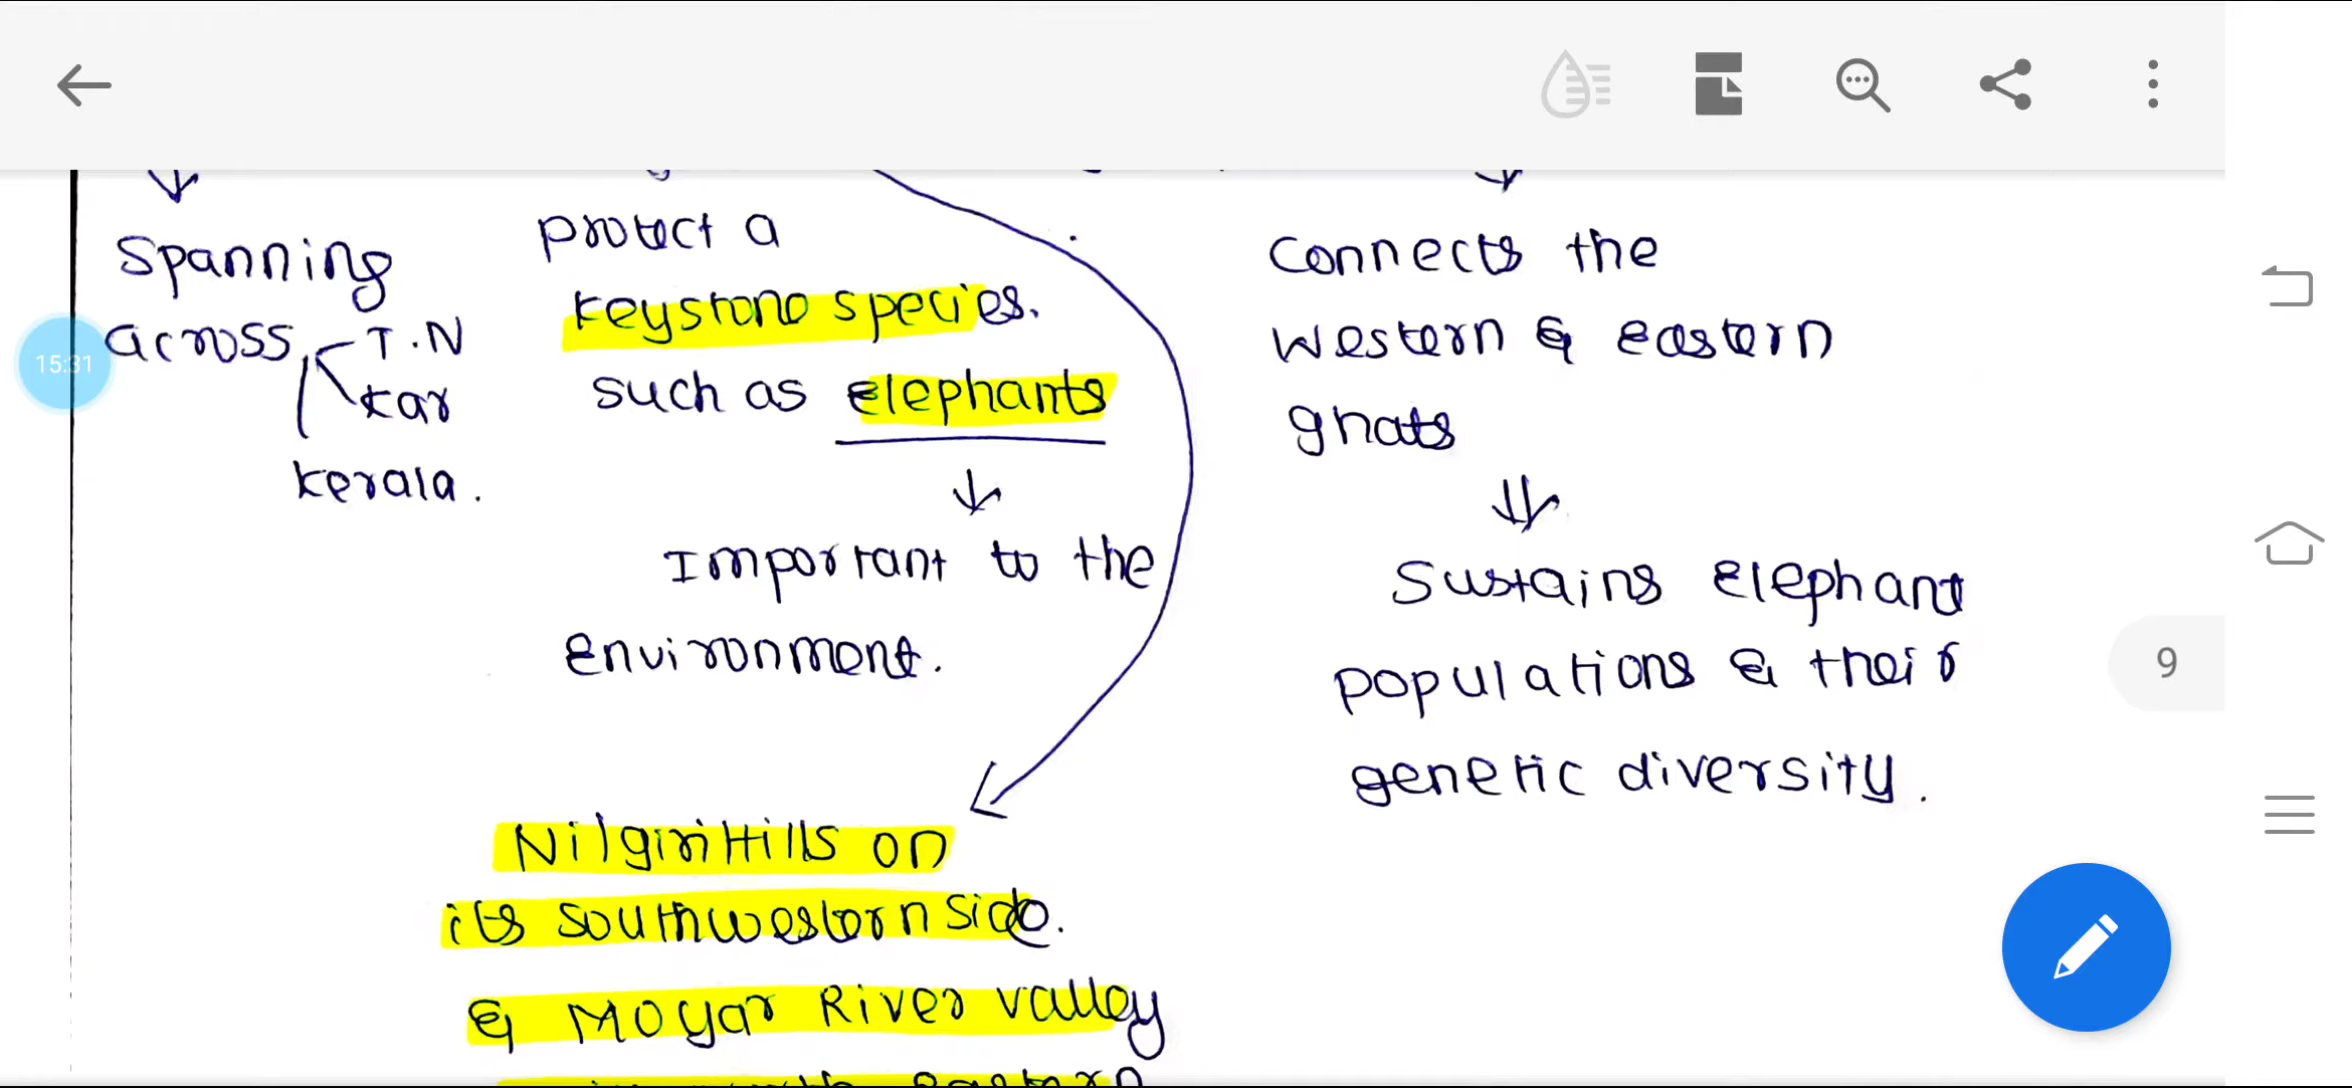 15:31
Spanning
across T.N
kar
kerala.
protect a
keystone species.
such as elephants
Important to the
environment.
Nilgiri Hills on
its southwestern side.
& Moyar River valley
eastern
connects the
western & eastern
ghats
sustains elephant
populations & their
genetic diversity.
9